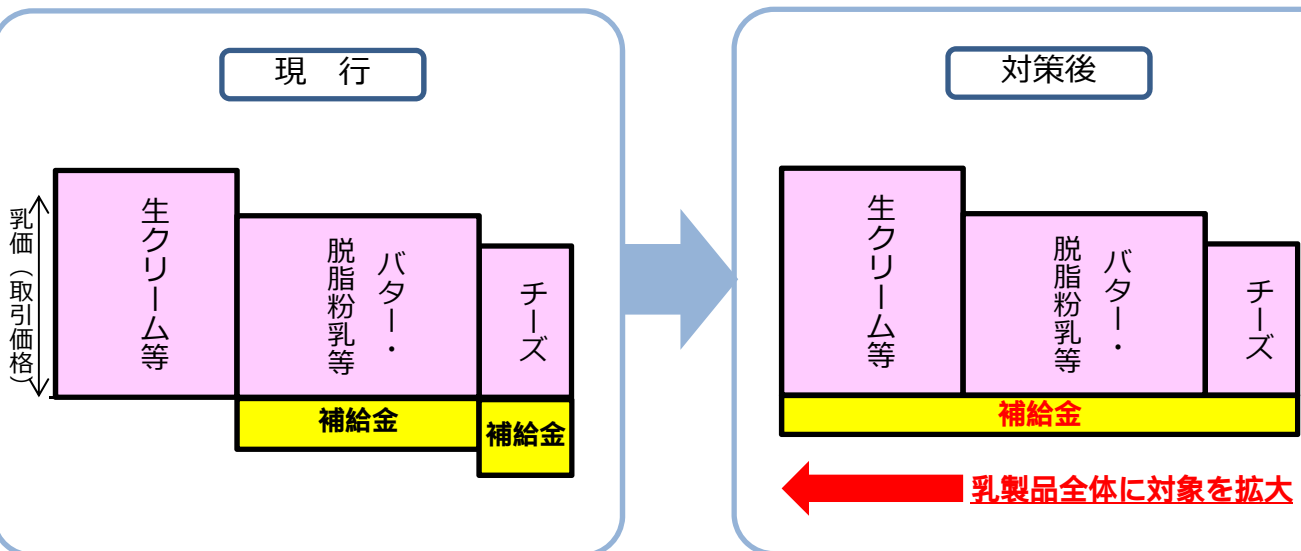 現　行
乳価（取引価格）
生クリーム等
バター・
脱脂粉乳等
チーズ
補給金
補給金
対策後
生クリーム等
バター・
脱脂粉乳等
チーズ
補給金
乳製品全体に対象を拡大